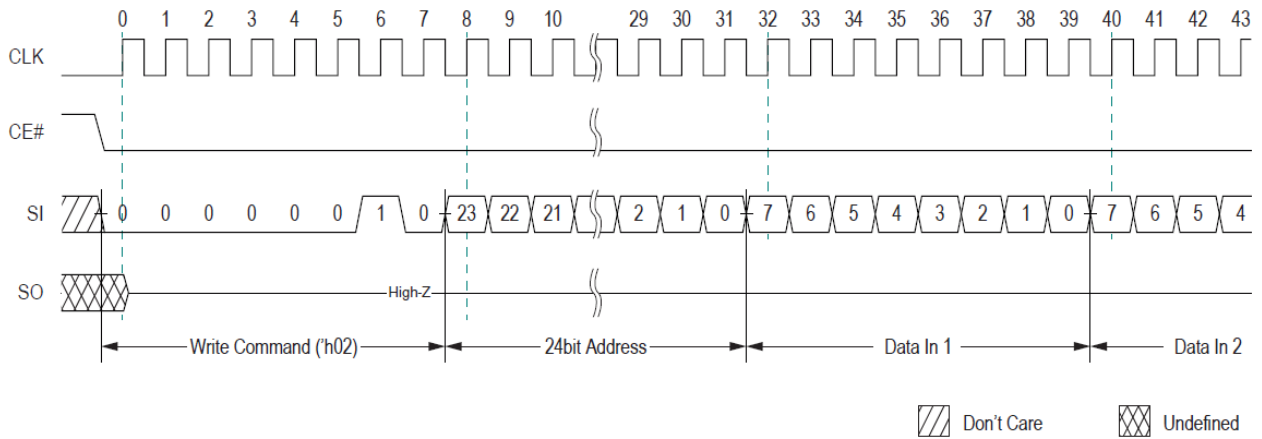 0 1 2 3 4 5 6 7 8 9 10 29 30 31 32 33 34 35 36 37 38 39 40 41 42 43
CLK
CE#
SI 0 0 0 0 0 0 1 0 23 22 21 2 1 0 7 6 5 4 3 2 1 0 7 6 5 4
SO High-Z
Write Command ('h02) 24bit Address Data In 1 Data In 2
Don't Care Undefined